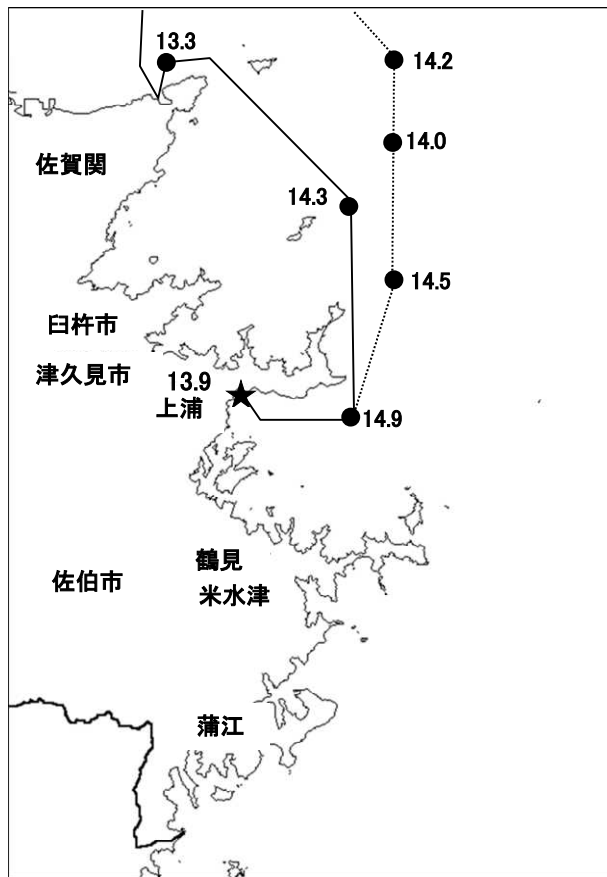 13.3
14.2
14.0
佐賀関
14.3
14.5
臼杵市
津久見市
13.9
上浦
14.9
鶴見
佐伯市
米水津
蒲江